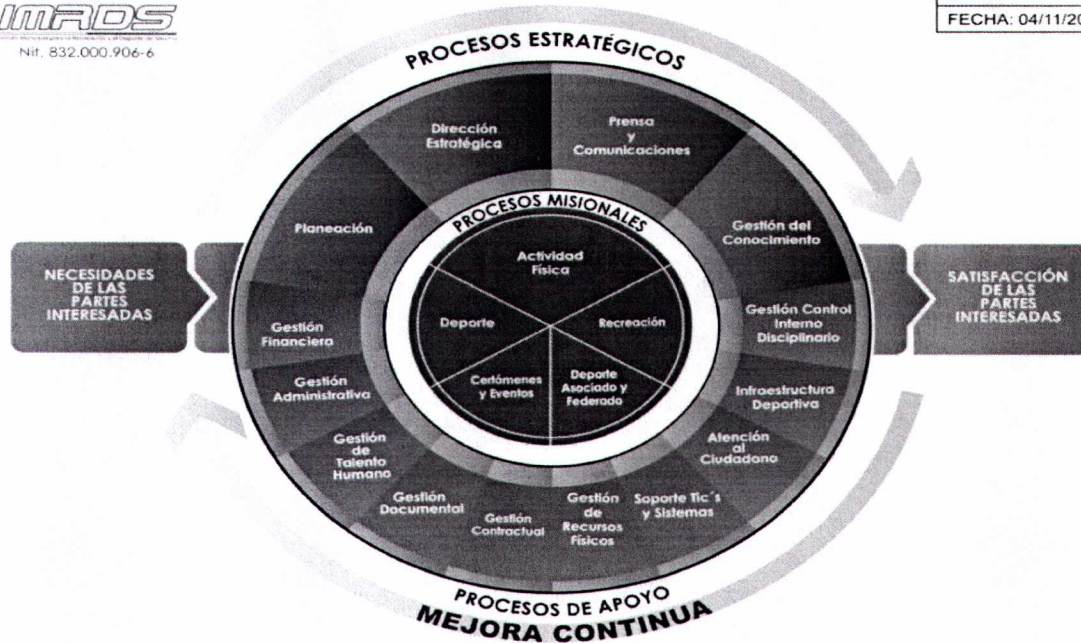 IMRDS
Nit. 832.000.906-6
FECHA: 04/11/20
PROCESOS ESTRATÉGICOS
Dirección
Estratégica
Prensa
y
Comunicaciones
Planeación
Gestión del
Conocimiento
PROCESOS MISIONALES
Actividad
Física
Deporte
Recreación
Certámenes
y Eventos
Deporte
Asociado y
Federado
NECESIDADES
DE LAS
PARTES
INTERESADAS
SATISFACCIÓN
DE LAS
PARTES
INTERESADAS
Gestión
Financiera
Gestión Control
Interno
Disciplinario
Gestión
Administrativa
Infraestructura
Deportiva
Gestión
de
Talento
Humano
Atención
al
Ciudadano
Gestión
Documental
Gestión
Contractual
Gestión
de
Recursos
Físicos
Soporte Tic´s
y Sistemas
PROCESOS DE APOYO
MEJORA CONTINUA